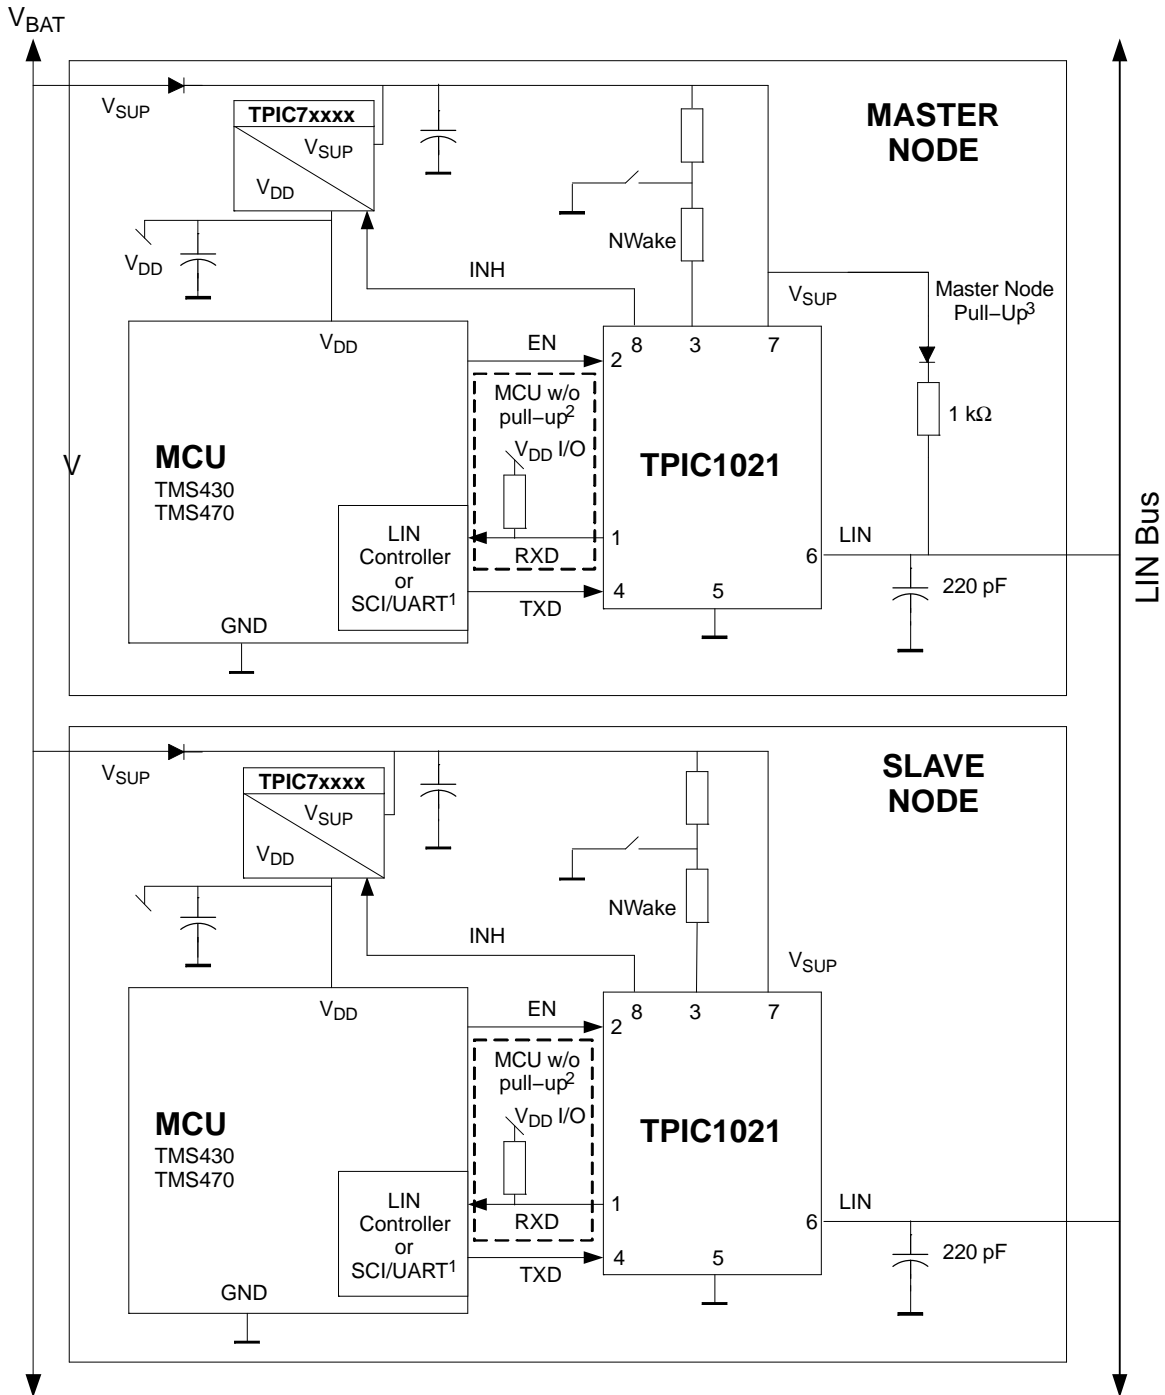 VBAT
VSUP
TPIC7xxxx
VSUP
VDD
MASTER
NODE
VDD
NWake
INH
VSUP
Master Node
Pull–Up3
VDD
EN
2
8
3
7
MCU w/o
pull–up2
VDD I/O
1 kΩ
V
MCU
TMS430
TMS470
TPIC1021
LIN
Controller
or
SCI/UART1
RXD
1
TXD
4
5
6
LIN
220 pF
GND
LIN Bus
VSUP
TPIC7xxxx
VSUP
VDD
SLAVE
NODE
NWake
INH
VSUP
VDD
EN
2
8
3
7
MCU w/o
pull–up2
VDD I/O
MCU
TMS430
TMS470
TPIC1021
LIN
Controller
or
SCI/UART1
RXD
1
TXD
4
5
6
LIN
220 pF
GND